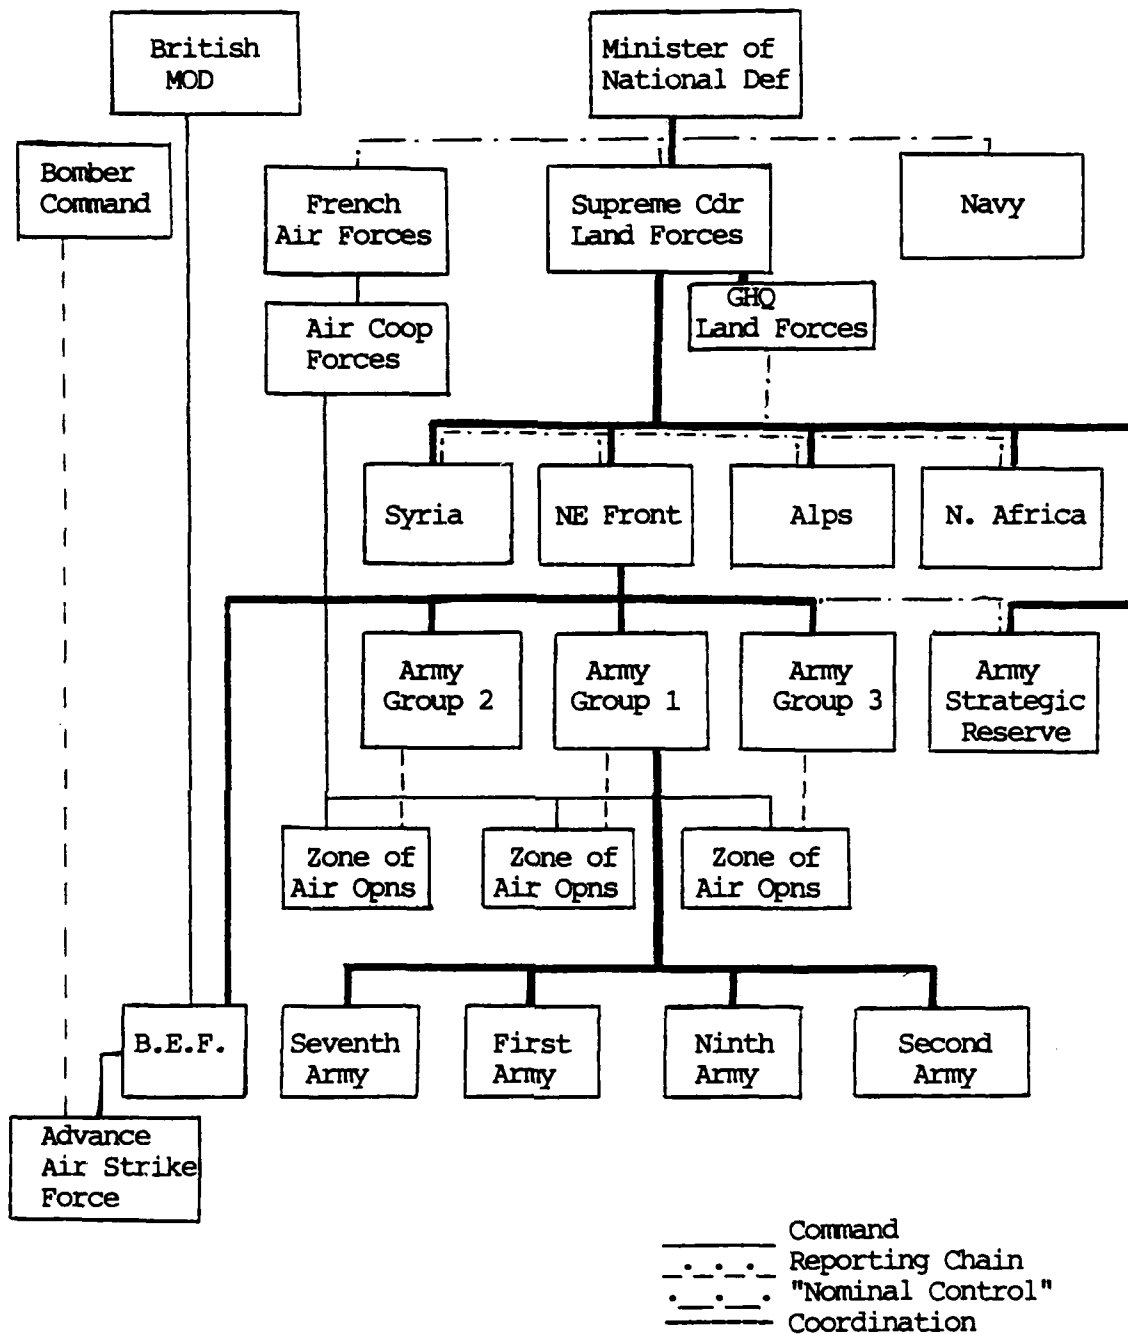 British
MOD
Minister of
National Def
Bomber
Command
French
Air Forces
Supreme Cdr
Land Forces
Navy
GHQ
Land Forces
Air Coop
Forces
Syria
NE Front
Alps
N. Africa
Army
Group 2
Army
Group 1
Army
Group 3
Army
Strategic
Reserve
Zone of
Air Opns
Zone of
Air Opns
Zone of
Air Opns
B.E.F.
Seventh
Army
First
Army
Ninth
Army
Second
Army
Advance
Air Strike
Force
Command
Reporting Chain
"Nominal Control"
Coordination